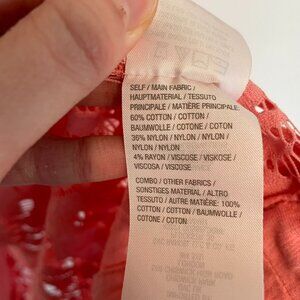 SELF / MAIN FABRIC /
HAUPTMATERIAL / TESSUTO
PRINCIPALE / MATIÈRE PRINCIPALE
60% COTTON / COTTON /
BAUMWOLLE / COTONE / COTON
36% NYLON / NYLON /
NYLON / NYLON
4% RAYON / VISCOSE / VISKOSE /
VISCOSA / VISCOSE
COMBO / OTHER FABRICS /
SONSTIGES MATERIAL / ALTRO
TESSUTO / AUTRE MATIÈRE: 100%
COTTON / COTTON / BAUMWOLLE /
COTONE / COTON